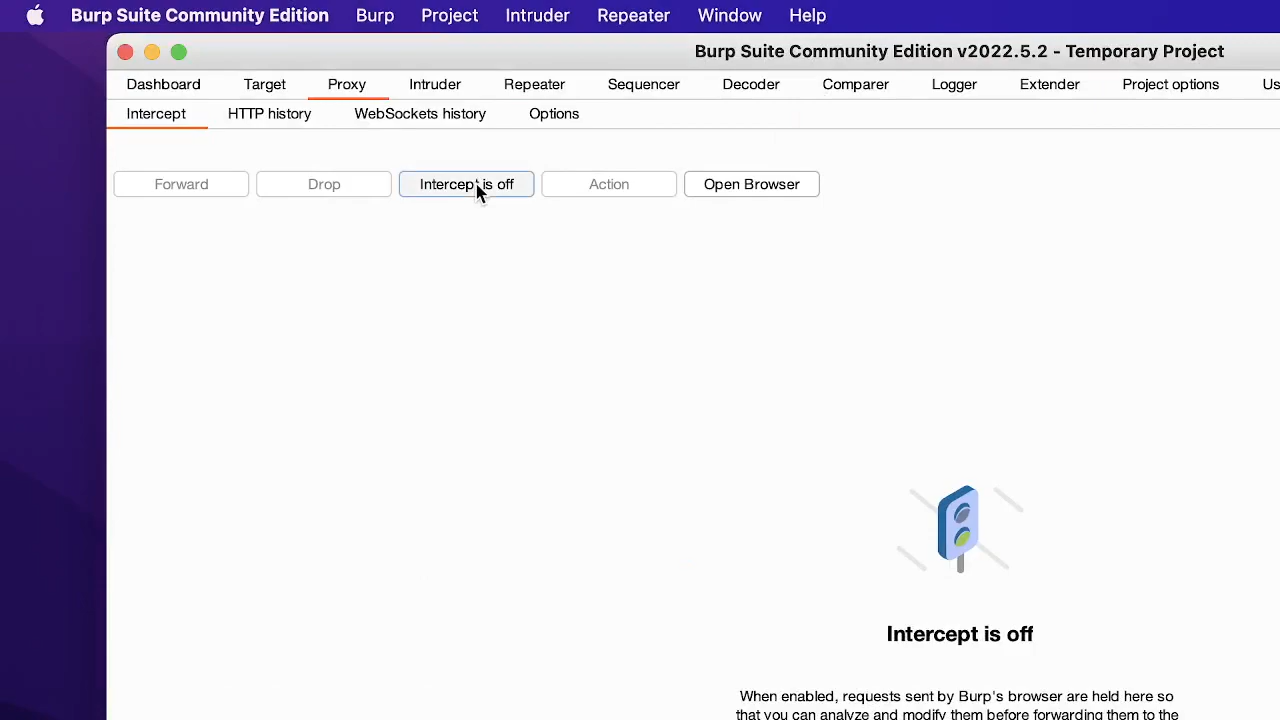 Burp Suite Community Edition Burp Project Intruder Repeater Window Help
Burp Suite Community Edition v2022.5.2 - Temporary Project
Dashboard Target Proxy Intruder Repeater Sequencer Decoder Comparer Logger Extender Project options Us
Intercept HTTP history WebSockets history Options
Forward Drop Intercept is off Action Open Browser
Intercept is off
When enabled, requests sent by Burp's browser are held here so
that you can analyze and modify them before forwarding them to the